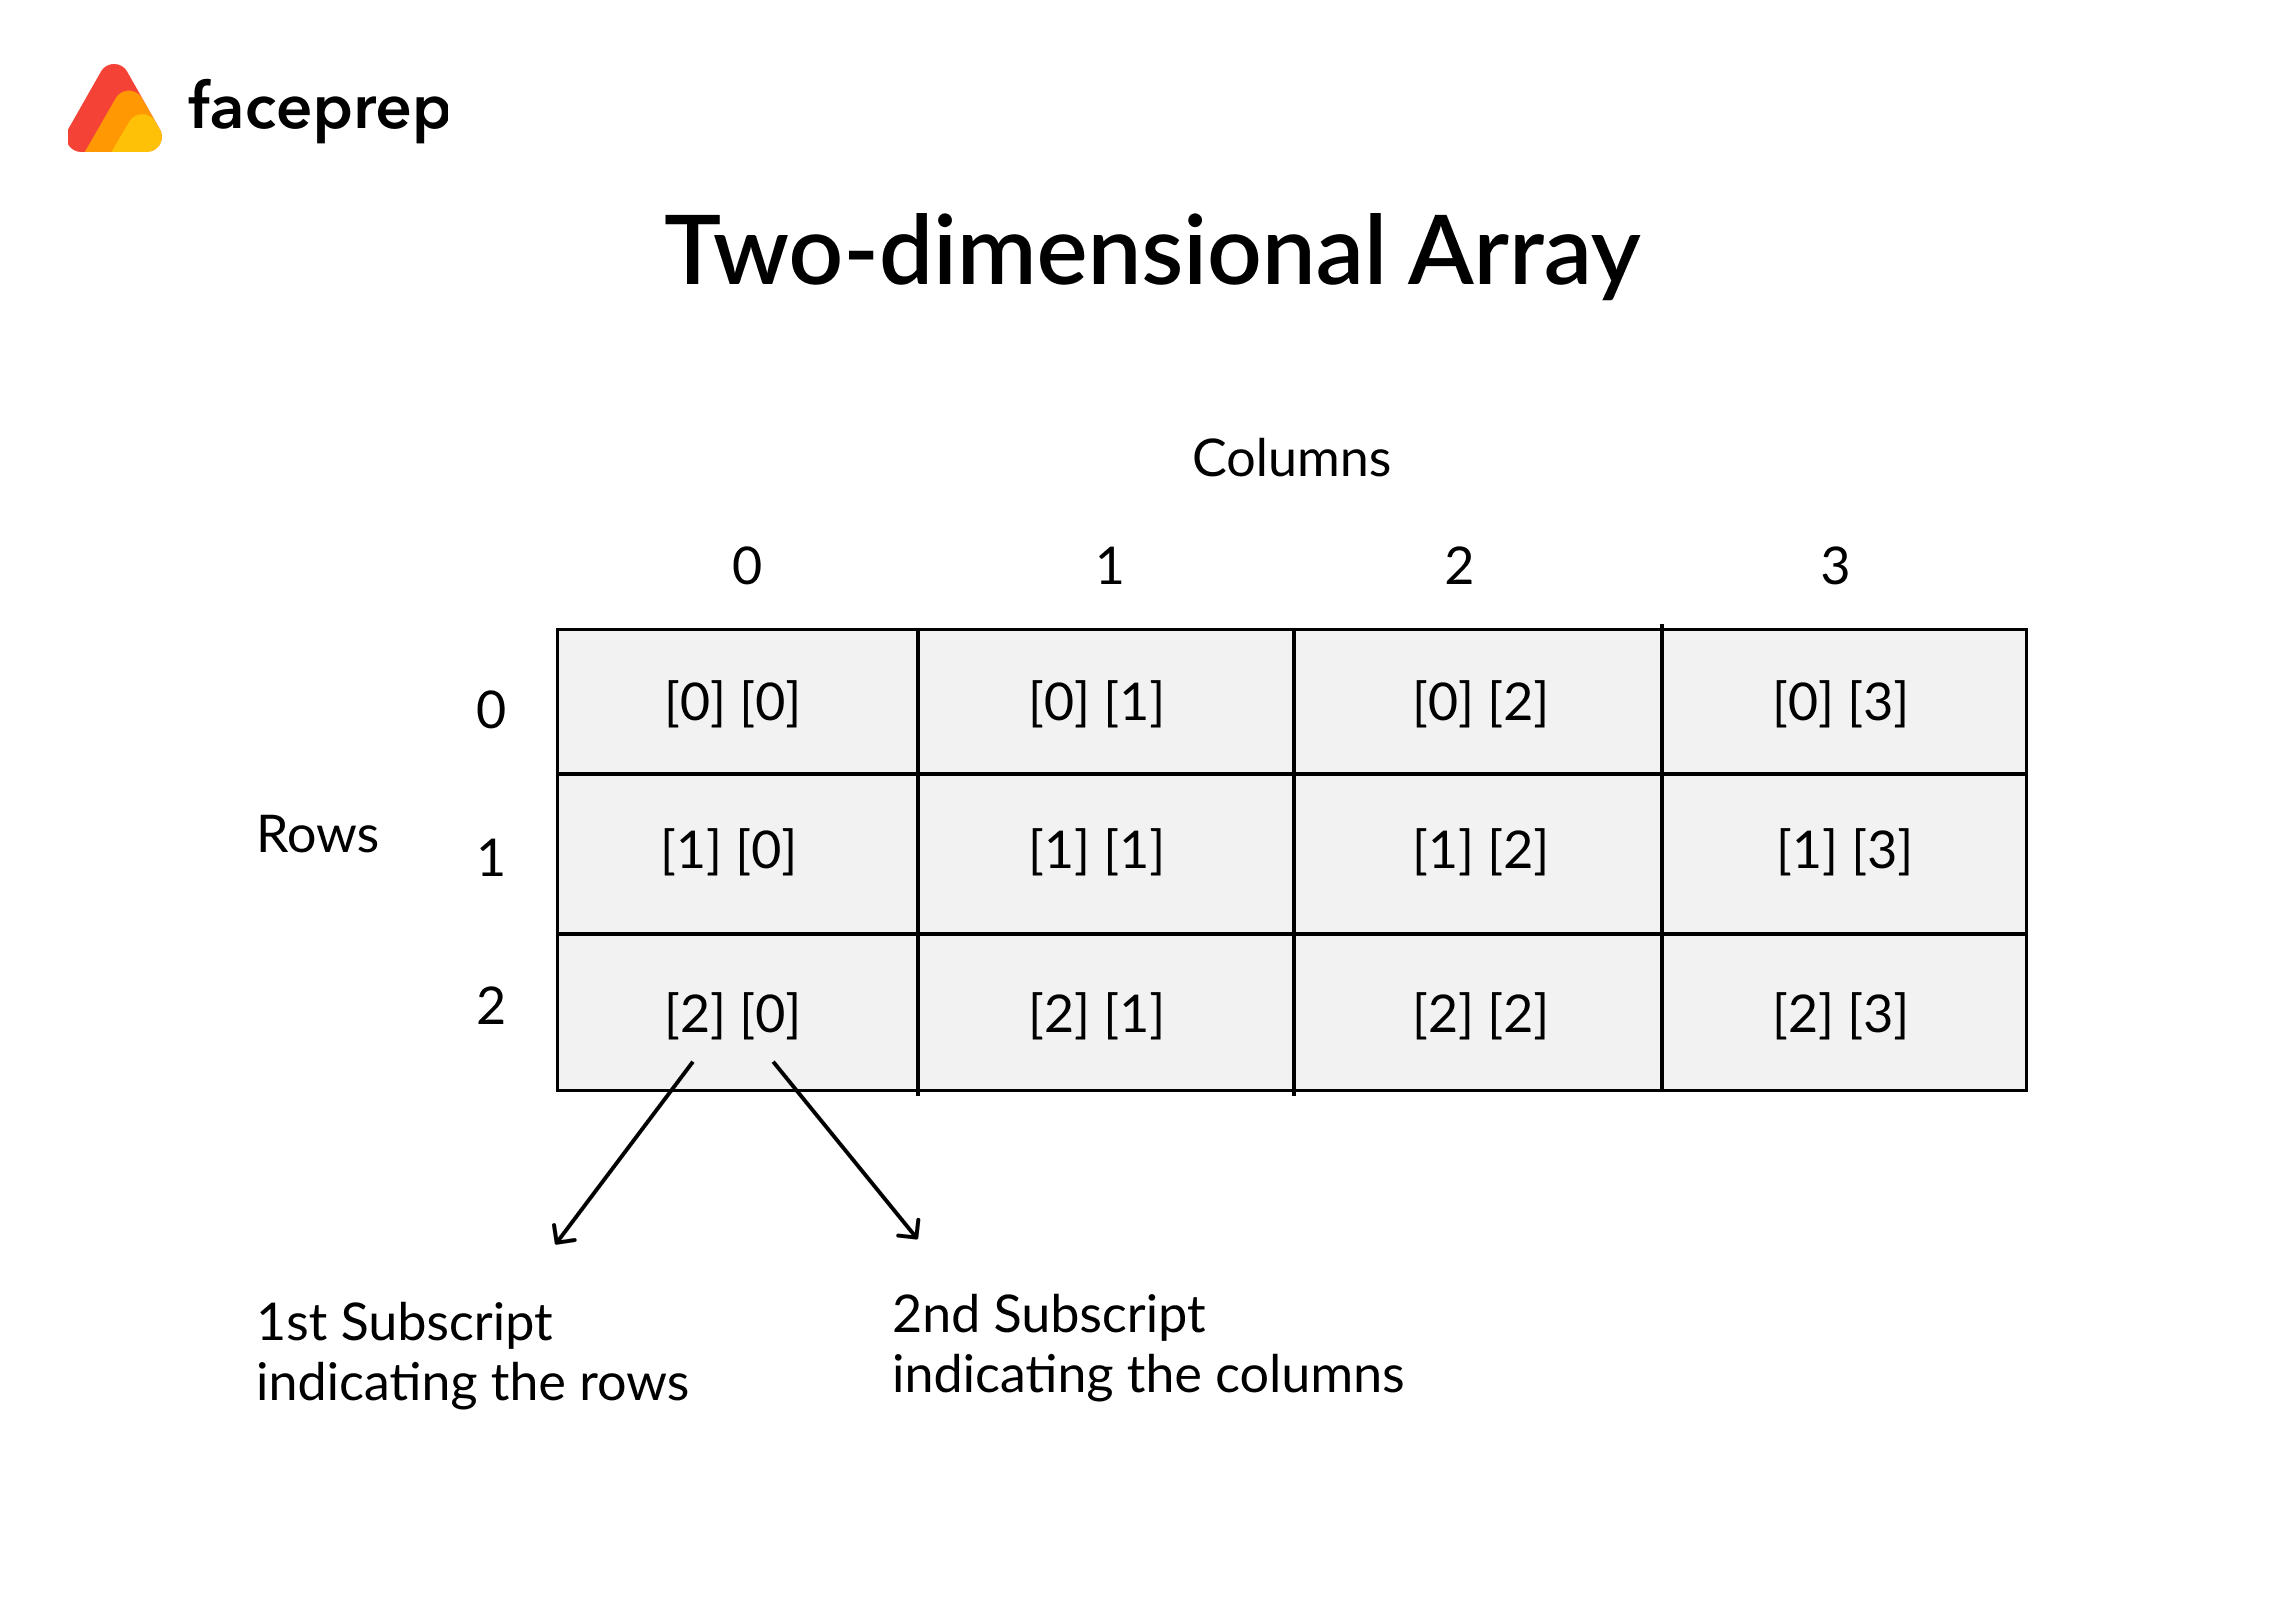 faceprep
Two-dimensional Array
Columns
0 1 2 3
0 [0] [0] [0] [1] [0] [2] [0] [3]
Rows
1 [1] [0] [1] [1] [1] [2] [1] [3]
2 [2] [0] [2] [1] [2] [2] [2] [3]
1st Subscript
indicating the rows
2nd Subscript
indicating the columns